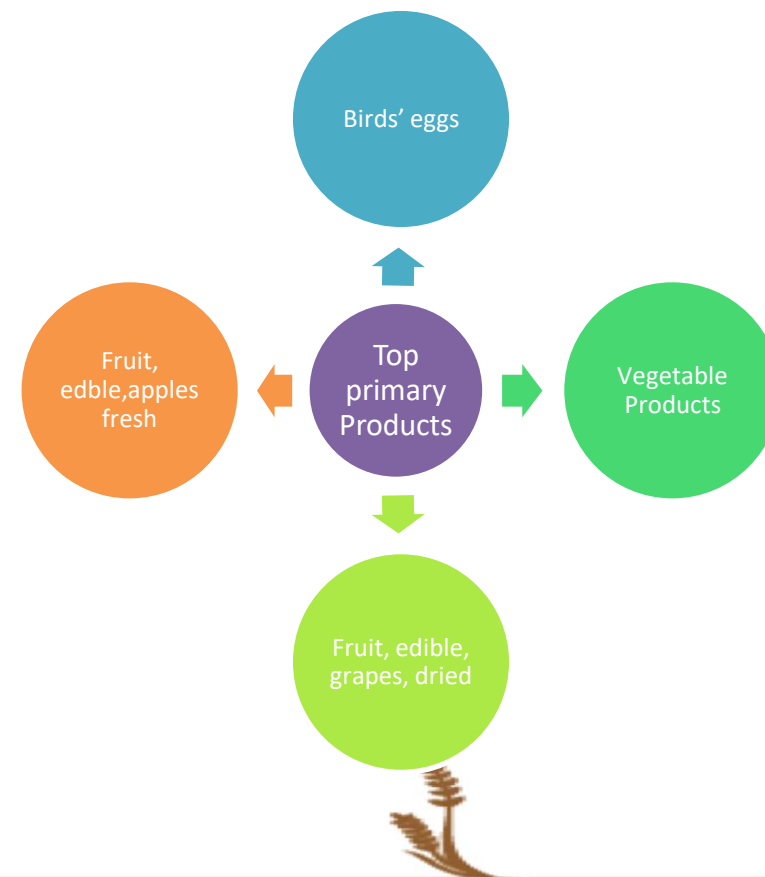 Birds’ eggs
Fruit,
edble,apples
fresh
Top
primary
Products
Vegetable
Products
Fruit, edible,
grapes, dried